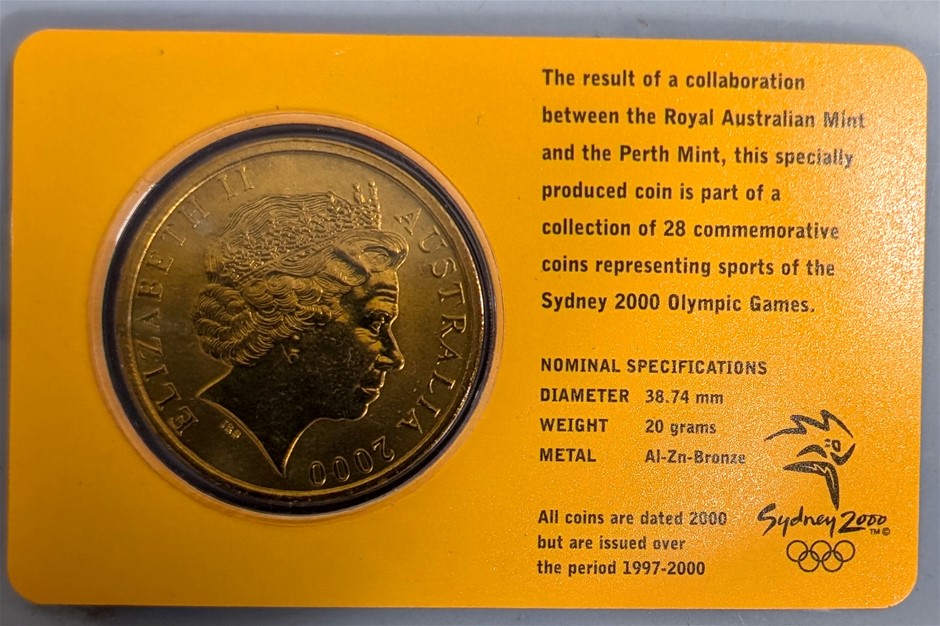 ELIZABETH II AUSTRALIA 2000
IRB
The result of a collaboration
between the Royal Australian Mint
and the Perth Mint, this specially
produced coin is part of a
collection of 28 commemorative
coins representing sports of the
Sydney 2000 Olympic Games.
NOMINAL SPECIFICATIONS
DIAMETER 38.74 mm
WEIGHT 20 grams
METAL Al-Zn-Bronze
All coins are dated 2000
but are issued over
the period 1997-2000
Sydney 2000
TM©